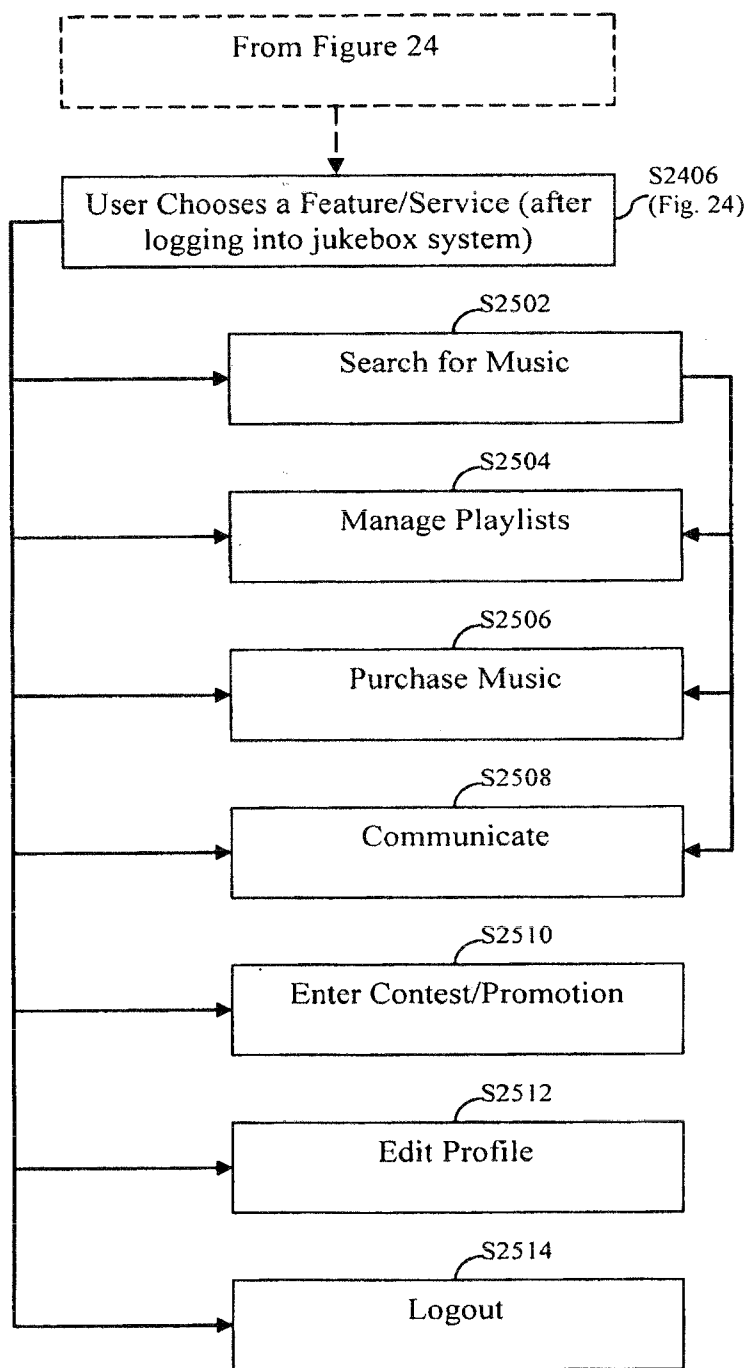 From Figure 24
User Chooses a Feature/Service (after
logging into jukebox system)
S2406
(Fig. 24)
S2502
Search for Music
S2504
Manage Playlists
S2506
Purchase Music
S2508
Communicate
S2510
Enter Contest/Promotion
S2512
Edit Profile
S2514
Logout